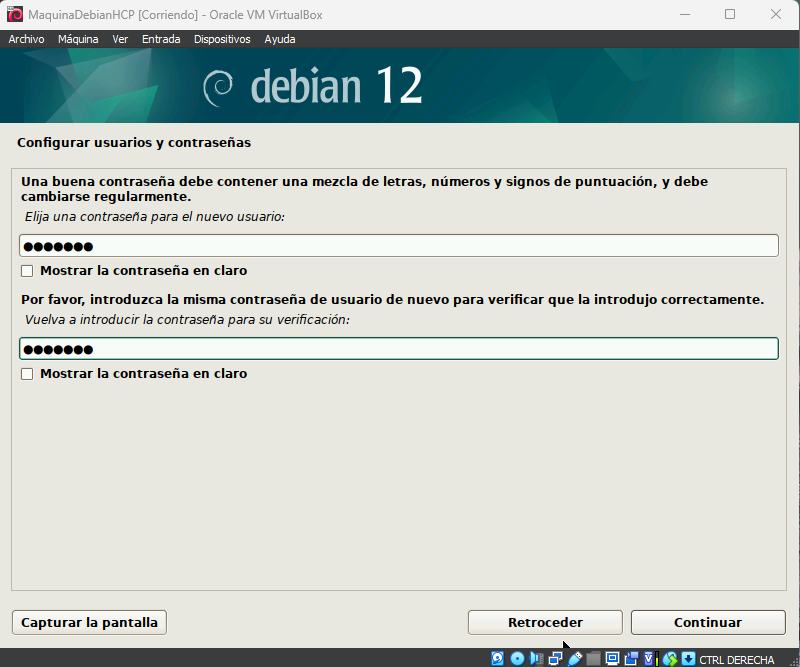 MaquinaDebianHCP [Corriendo] - Oracle VM VirtualBox
Archivo Máquina Ver Entrada Dispositivos Ayuda
debian 12
Configurar usuarios y contraseñas
Una buena contraseña debe contener una mezcla de letras, números y signos de puntuación, y debe
cambiarse regularmente.
Elija una contraseña para el nuevo usuario:
●●●●●●●
Mostrar la contraseña en claro
Por favor, introduzca la misma contraseña de usuario de nuevo para verificar que la introdujo correctamente.
Vuelva a introducir la contraseña para su verificación:
●●●●●●●
Mostrar la contraseña en claro
Capturar la pantalla Retroceder Continuar
CTRL DERECHA